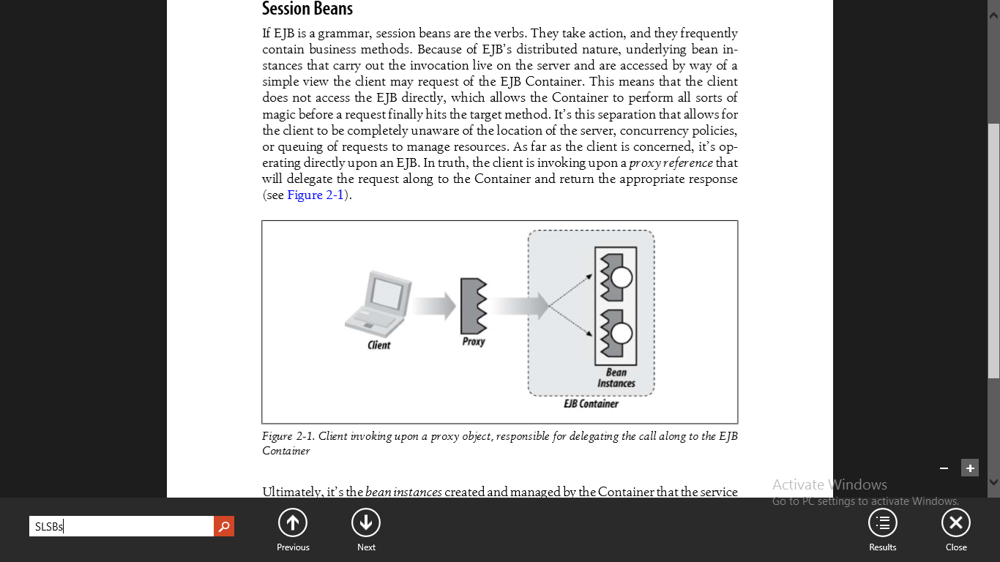 Session Beans
If EJB is a grammar, session beans are the verbs. They take action, and they frequently
contain business methods. Because of EJB's distributed nature, underlying bean in-
stances that carry out the invocation live on the server and are accessed by way of a
simple view the client may request of the EJB Container. This means that the client
does not access the EJB directly, which allows the Container to perform all sorts of
magic before a request finally hits the target method. It's this separation that allows for
the client to be completely unaware of the location of the server, concurrency policies,
or queuing of requests to manage resources. As far as the client is concerned, it's op-
erating directly upon an EJB. In truth, the client is invoking upon a proxy reference that
will delegate the request along to the Container and return the appropriate response
(see Figure 2-1).
Client
Proxy
Bean
Instances
EJB Container
Figure 2-1. Client invoking upon a proxy object, responsible for delegating the call along to the EJB
Container
Ultimately, it's the bean instances created and managed by the Container that the service
Activate Windows
Go to PC settings to activate Windows.
SLSBs
Previous
Next
Results
Close